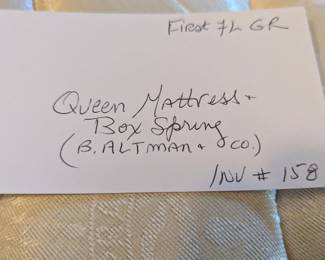 First FL GR
Queen Mattress +
Box Spring
(B. ALTMAN & CO.)
INV # 158